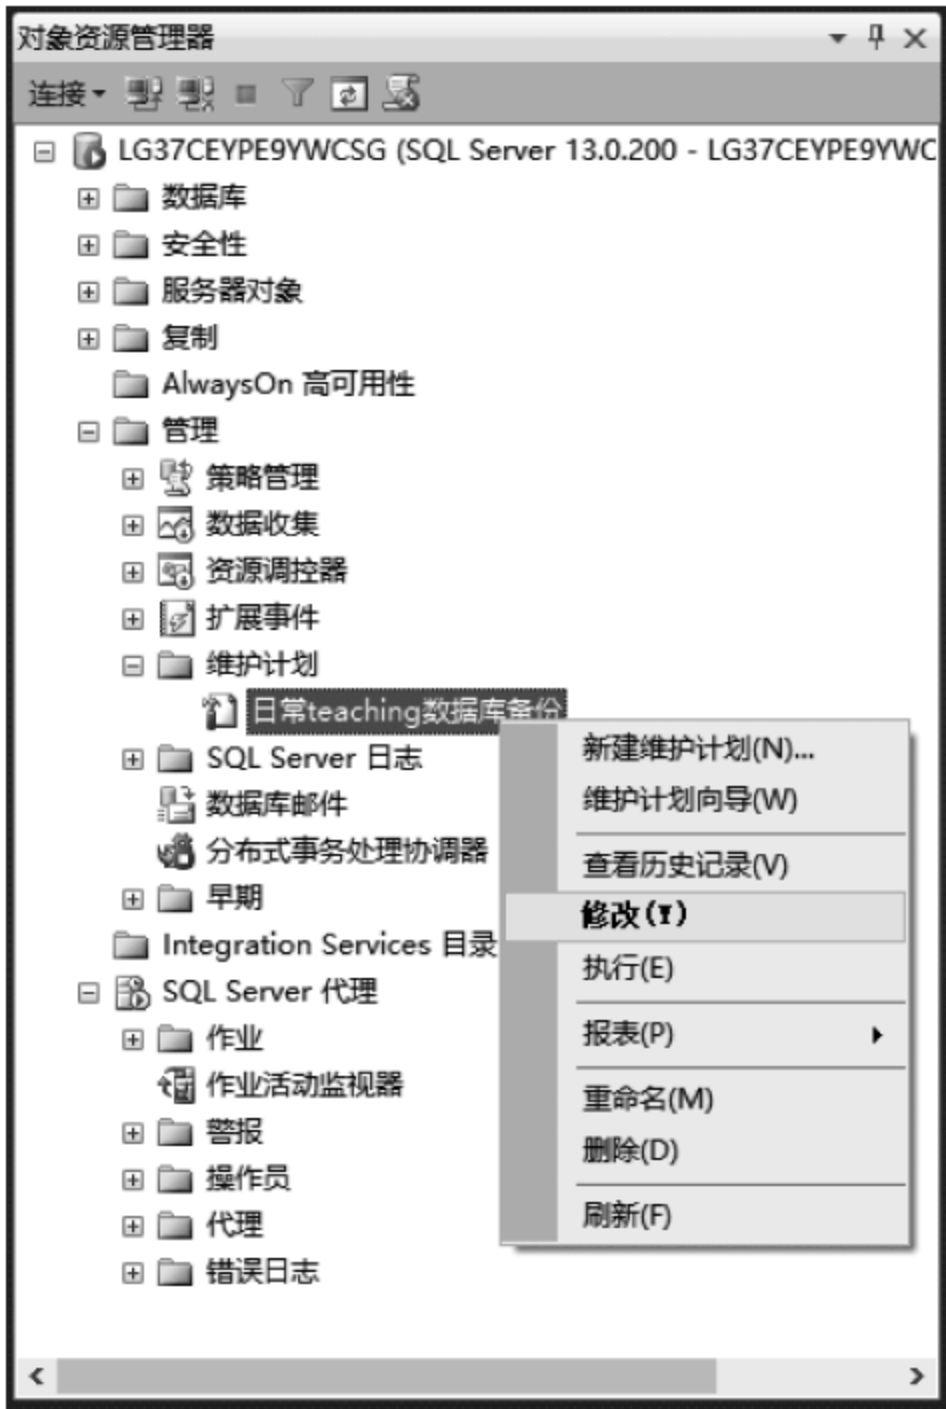 对象资源管理器
连接
LG37CEYPE9YWCSG (SQL Server 13.0.200 - LG37CEYPE9YWC
数据库
安全性
服务器对象
复制
AlwaysOn 高可用性
管理
策略管理
数据收集
资源调控器
扩展事件
维护计划
日常teaching数据库备份
SQL Server 日志
数据库邮件
分布式事务处理协调器
早期
Integration Services 目录
SQL Server 代理
作业
作业活动监视器
警报
操作员
代理
错误日志
新建维护计划(N)...
维护计划向导(W)
查看历史记录(V)
修改(Y)
执行(E)
报表(P)
重命名(M)
删除(D)
刷新(F)